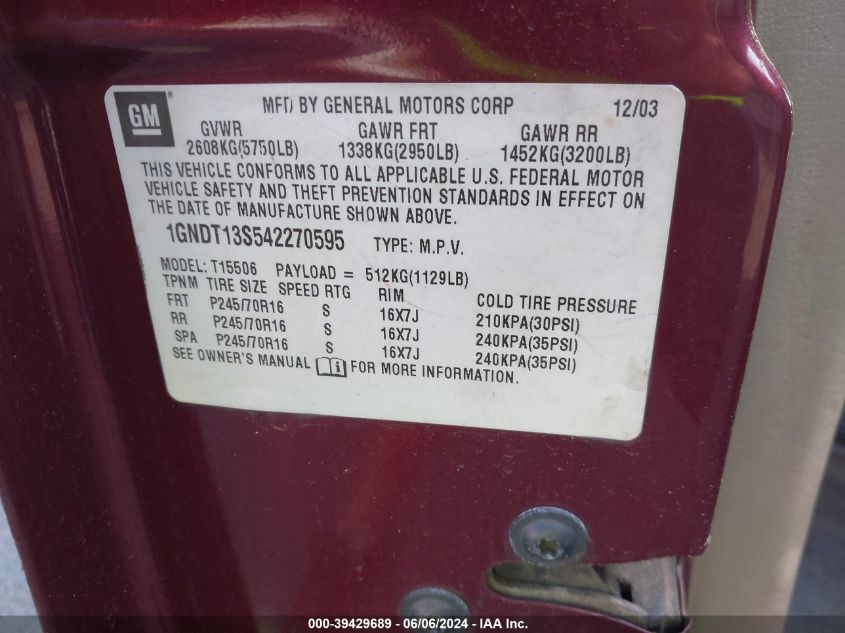 GM
MFD BY GENERAL MOTORS CORP 12/03
GVWR GAWR FRT GAWR RR
2608KG(5750LB) 1338KG(2950LB) 1452KG(3200LB)
THIS VEHICLE CONFORMS TO ALL APPLICABLE U.S. FEDERAL MOTOR
VEHICLE SAFETY AND THEFT PREVENTION STANDARDS IN EFFECT ON
THE DATE OF MANUFACTURE SHOWN ABOVE.
1GNDT13S542270595 TYPE: M.P.V.
MODEL: T15506 PAYLOAD = 512KG(1129LB)
TPNM TIRE SIZE SPEED RTG RIM COLD TIRE PRESSURE
FRT P245/70R16 S 16X7J 210KPA(30PSI)
RR P245/70R16 S 16X7J 240KPA(35PSI)
SPA P245/70R16 S 16X7J 240KPA(35PSI)
SEE OWNER'S MANUAL i FOR MORE INFORMATION.
000-39429689 - 06/06/2024 - IAA Inc.